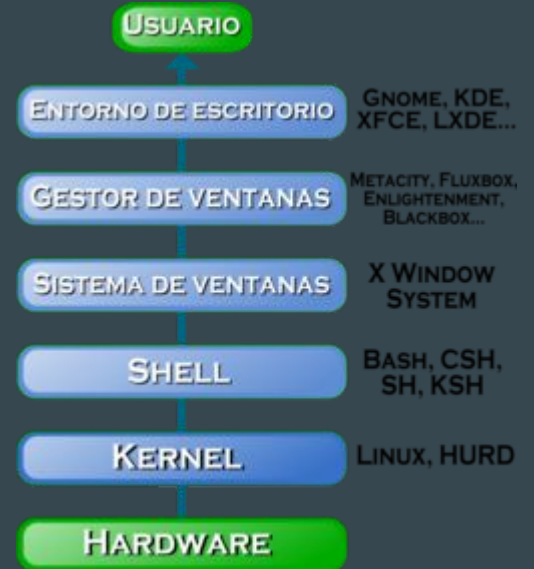 USUARIO
ENTORNO DE ESCRITORIO
GNOME, KDE,
XFCE, LXDE...
GESTOR DE VENTANAS
METACITY, FLUXBOX,
ENLIGHTENMENT,
BLACKBOX...
SISTEMA DE VENTANAS
X WINDOW
SYSTEM
SHELL
BASH, CSH,
SH, KSH
KERNEL
LINUX, HURD
HARDWARE